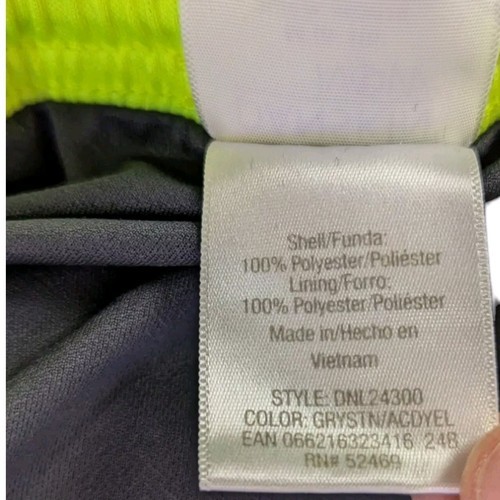 Shell/Funda:
100% Polyester/Poliéster
Lining/Forro:
100% Polyester/Poliéster
Made in/Hecho en
Vietnam
STYLE: DNL24300
COLOR: GRYSTN/ACDYEL
EAN 066216323416 24B
RN# 52469